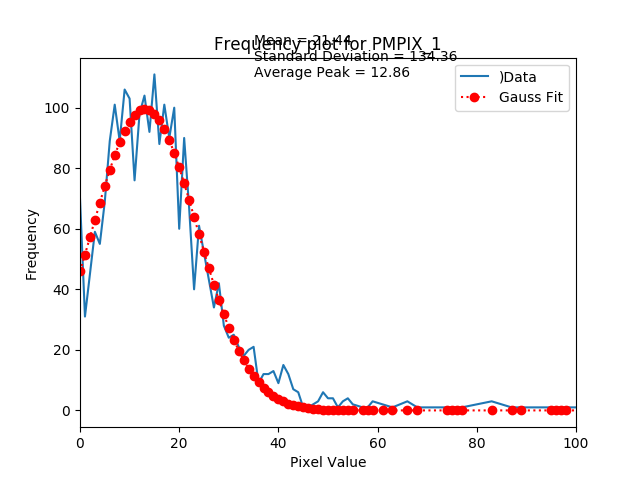 Mean = 21.44
Frequency plot for PMPIX_1
Standard Deviation = 134.36
Average Peak = 12.86
)Data
Gauss Fit
Frequency
100
80
60
40
20
0
0 20 40 60 80 100
Pixel Value